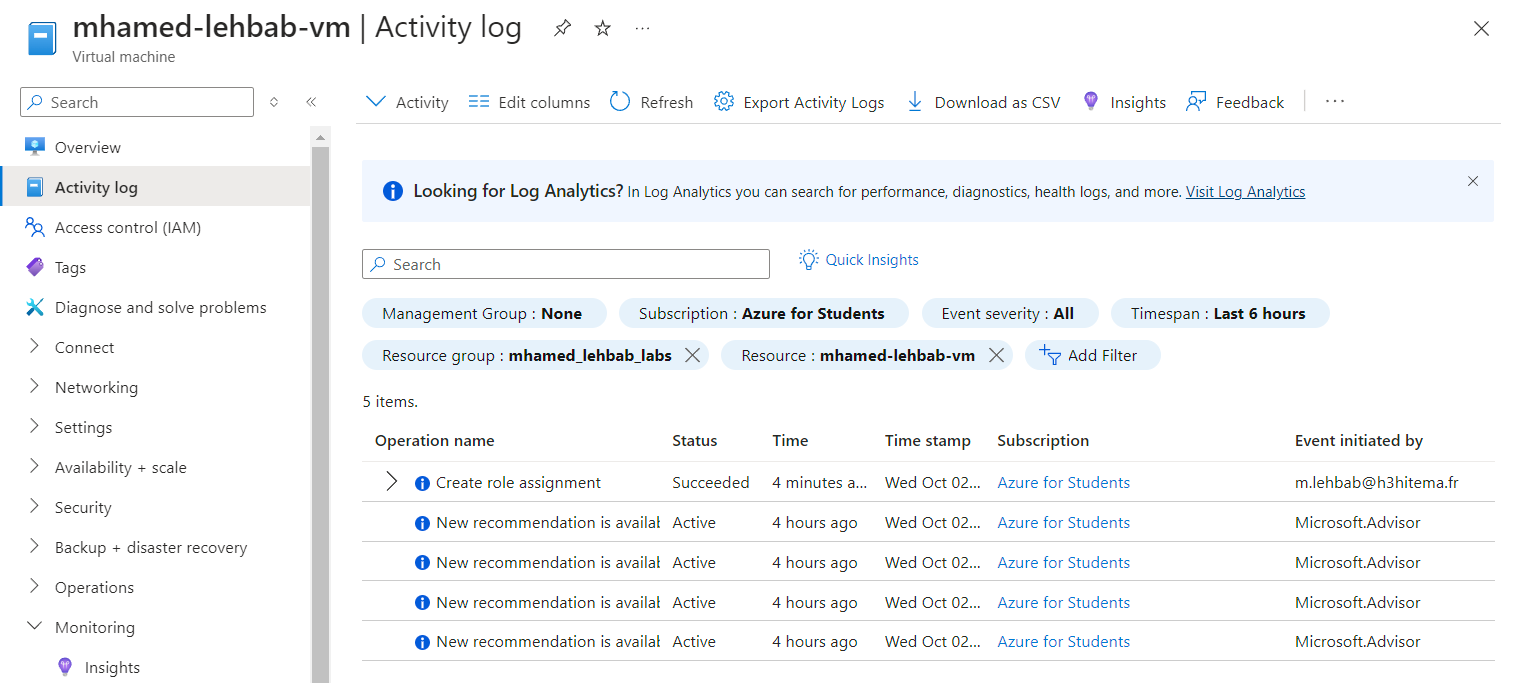 mhamed-lehbab-vm | Activity log
Virtual machine
Search
Activity Edit columns Refresh Export Activity Logs Download as CSV Insights Feedback
Overview
Activity log
Access control (IAM)
Tags
Diagnose and solve problems
Connect
Networking
Settings
Availability + scale
Security
Backup + disaster recovery
Operations
Monitoring
Insights
Looking for Log Analytics? In Log Analytics you can search for performance, diagnostics, health logs, and more. Visit Log Analytics
Search Quick Insights
Management Group : None Subscription : Azure for Students Event severity : All Timespan : Last 6 hours
Resource group : mhamed_lehbab_labs Resource : mhamed-lehbab-vm Add Filter
5 items.
Operation name Status Time Time stamp Subscription Event initiated by
Create role assignment Succeeded 4 minutes a... Wed Oct 02... Azure for Students m.lehbab@h3hitema.fr
New recommendation is availab Active 4 hours ago Wed Oct 02... Azure for Students Microsoft.Advisor
New recommendation is availab Active 4 hours ago Wed Oct 02... Azure for Students Microsoft.Advisor
New recommendation is availab Active 4 hours ago Wed Oct 02... Azure for Students Microsoft.Advisor
New recommendation is availab Active 4 hours ago Wed Oct 02... Azure for Students Microsoft.Advisor